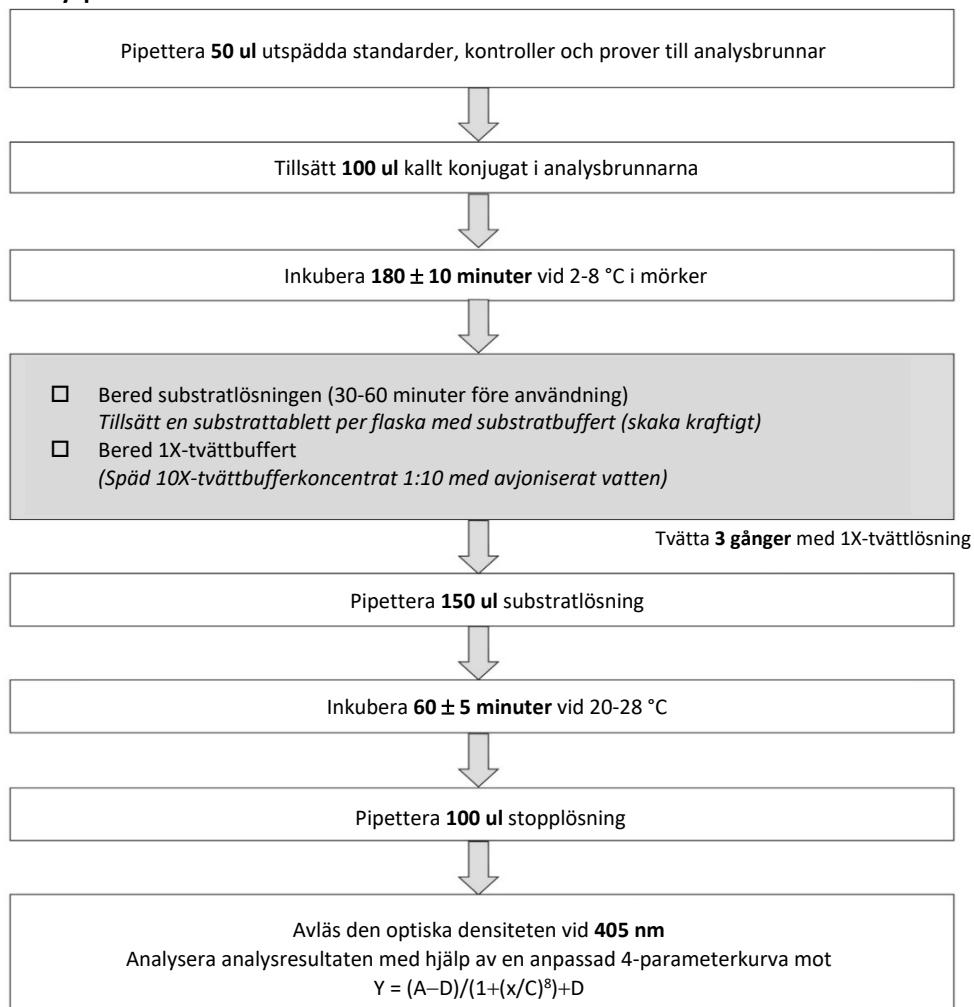 Pipettera 50 ul utspädda standarder, kontroller och prover till analysbrunnar
Tillsätt 100 ul kallt konjugat i analysbrunnarna
Inkubera 180 ± 10 minuter vid 2-8 °C i mörker
☐ Bered substratlösningen (30-60 minuter före användning)
Tillsätt en substrattablett per flaska med substratbuffert (skaka kraftigt)
☐ Bered 1X-tvättbuffert
(Späd 10X-tvättbufferkoncentrat 1:10 med avjoniserat vatten)
Tvätta 3 gånger med 1X-tvättlösning
Pipettera 150 ul substratlösning
Inkubera 60 ± 5 minuter vid 20-28 °C
Pipettera 100 ul stopplösning
Avläs den optiska densiteten vid 405 nm
Analysera analysresultaten med hjälp av en anpassad 4-parameterkurva mot
Y = (A−D)/(1+(x/C)⁸)+D